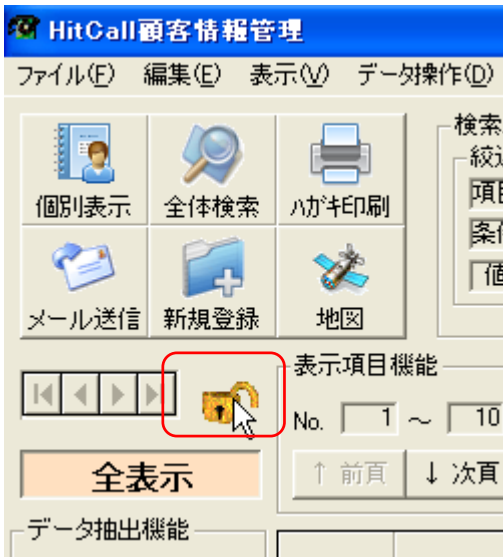 HitCall顧客情報管理
ファイル(F) 編集(E) 表示(V) データ操作(D)
個別表示 全体検索 ハガキ印刷
メール送信 新規登録 地図
検索
項
値
表示項目機能
No. 1 ～ 10
全表示
↑ 前頁 ↓ 次頁
データ抽出機能